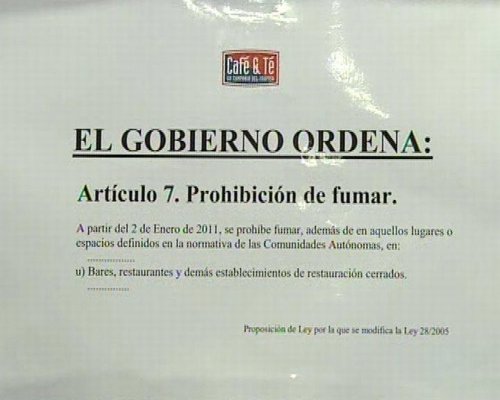 Café & Té
EL GOBIERNO ORDENA:
Artículo 7. Prohibición de fumar.
A partir del 2 de Enero de 2011, se prohibe fumar, además de en aquellos lugares o
espacios definidos en la normativa de las Comunidades Autónomas, en:
................
u) Bares, restaurantes y demás establecimientos de restauración cerrados.
..............
Proposición de Ley por la que se modifica la Ley 28/2005